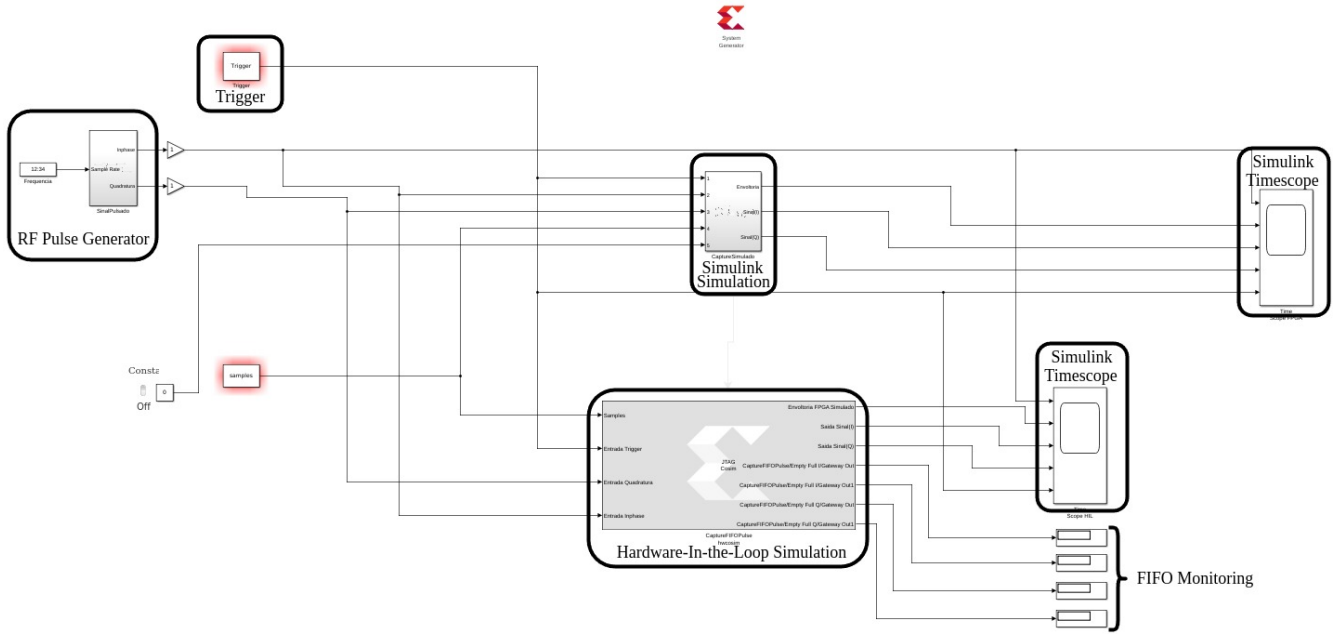 System
Generator
Trigger
Trigger
Trigger
12:34
Frequencia
Sample Rate
Inphase
Quadratura
SinalPulsado
RF Pulse Generator
1
1
1
2
3
4
5
Envoltoria
Sinal(I)
Sinal(Q)
CaptureSimulado
Simulink
Simulation
Simulink
Timescope
Time
Scope FPGA
Consta
0
Off
samples
Samples
Entrada Trigger
Entrada Quadratura
Entrada Inphase
JTAG
Cosim
Envoltoria FPGA Simulado
Saida Sinal(I)
Saida Sinal(Q)
CaptureFIFOPulse/Empty Full I/Gateway Out
CaptureFIFOPulse/Empty Full I/Gateway Out1
CaptureFIFOPulse/Empty Full Q/Gateway Out
CaptureFIFOPulse/Empty Full Q/Gateway Out1
CaptureFIFOPulse
hwcosim
Hardware-In-the-Loop Simulation
Simulink
Timescope
Scope HIL
FIFO Monitoring